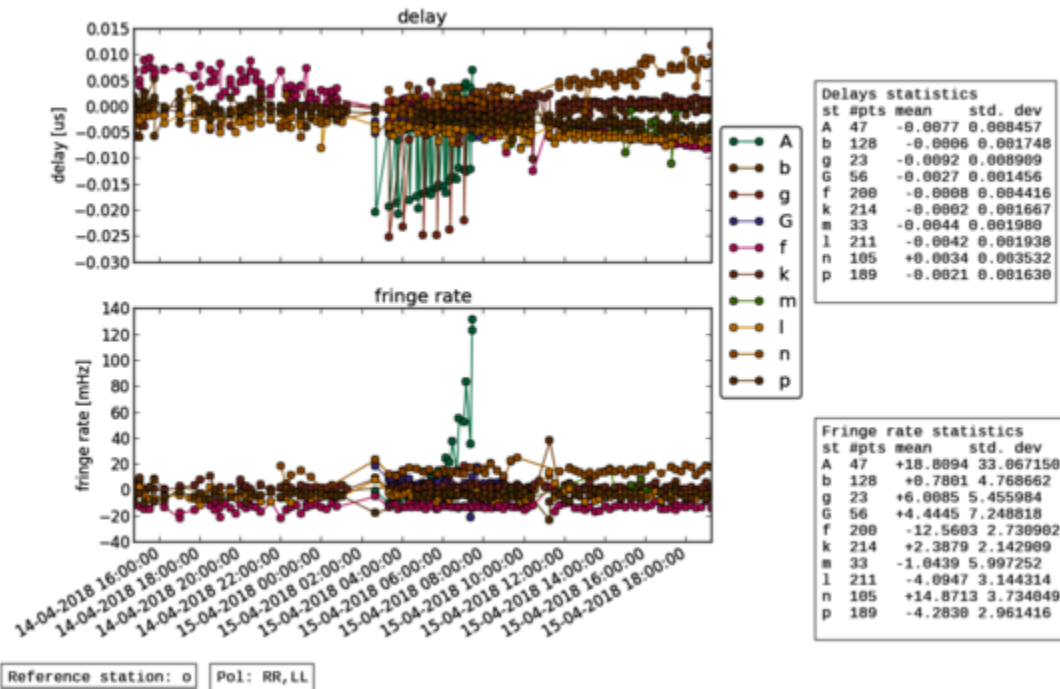 delay
0.015
0.010
0.005
0.000
−0.005
−0.010
−0.015
−0.020
−0.025
−0.030
delay [us]
fringe rate
140
120
100
80
60
40
20
0
−20
−40
fringe rate [mHz]
14-04-2018 16:00:00
14-04-2018 18:00:00
14-04-2018 20:00:00
14-04-2018 22:00:00
15-04-2018 00:00:00
15-04-2018 02:00:00
15-04-2018 04:00:00
15-04-2018 06:00:00
15-04-2018 08:00:00
15-04-2018 10:00:00
15-04-2018 12:00:00
15-04-2018 14:00:00
15-04-2018 16:00:00
15-04-2018 18:00:00
A
b
g
G
f
k
m
l
n
p
Delays statistics
st #pts mean std. dev
A 47 -0.0077 0.008457
b 128 -0.0006 0.001748
g 23 -0.0092 0.008909
G 56 -0.0027 0.001456
f 200 -0.0008 0.004416
k 214 -0.0002 0.001667
m 33 -0.0044 0.001980
l 211 -0.0042 0.001938
n 105 +0.0034 0.003532
p 189 -0.0021 0.001630
Fringe rate statistics
st #pts mean std. dev
A 47 +18.8094 33.067150
b 128 +0.7801 4.768662
g 23 +6.0085 5.455984
G 56 +4.4445 7.248818
f 200 -12.5603 2.730902
k 214 +2.3879 2.142909
m 33 -1.0439 5.997252
l 211 -4.0947 3.144314
n 105 +14.8713 3.734049
p 189 -4.2830 2.961416
Reference station: o
Pol: RR,LL